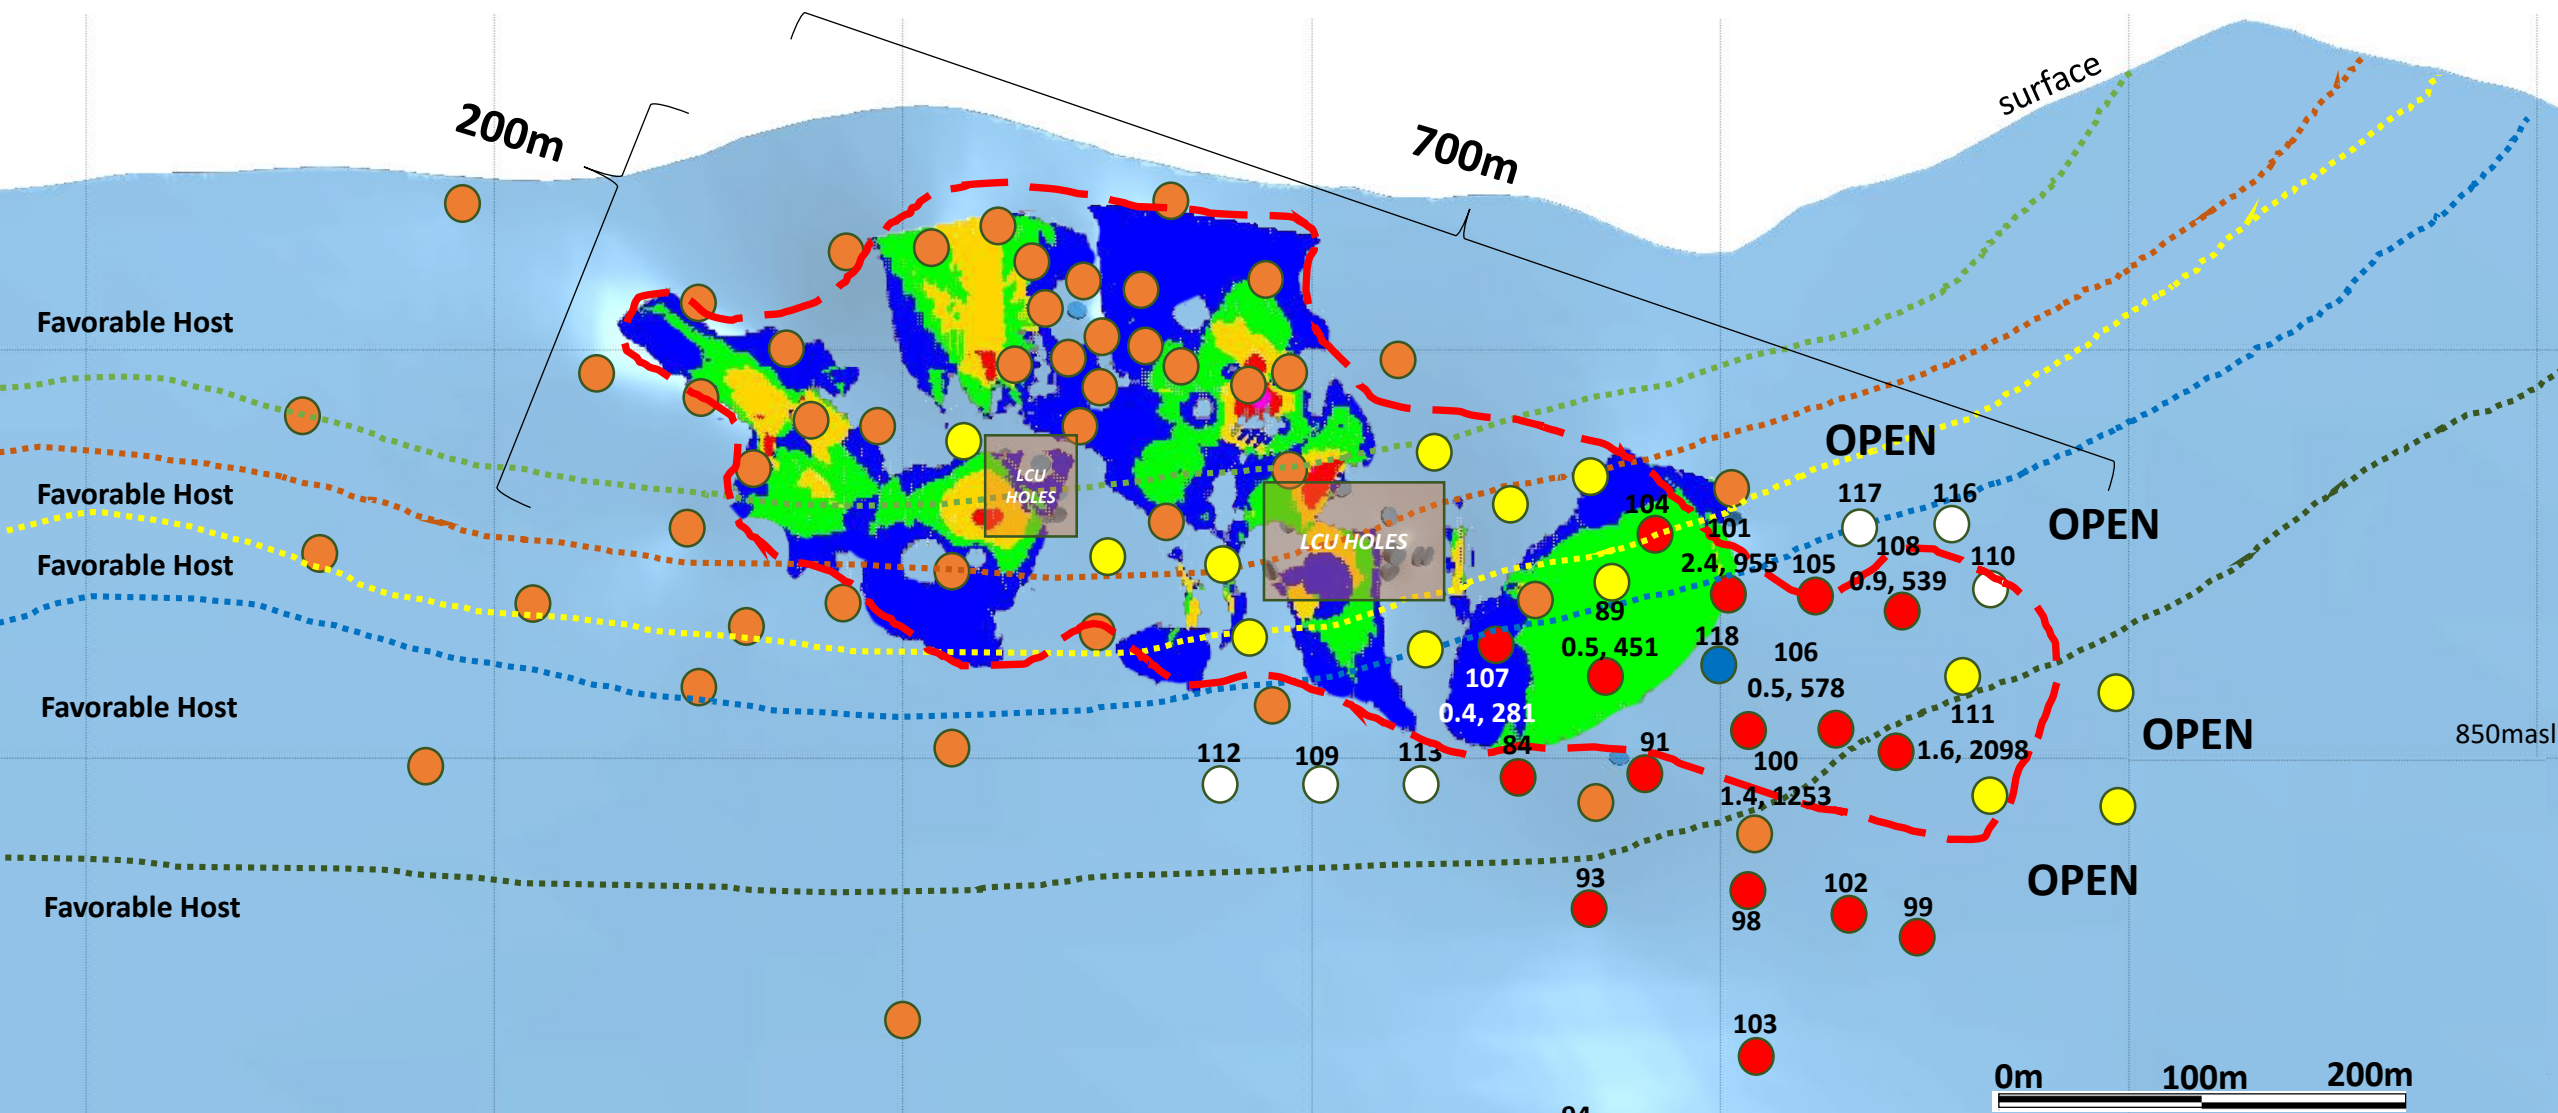 surface
200m
700m
Favorable Host
OPEN
LCU
HOLES
Favorable Host
104
117
116
OPEN
101
2.4, 955
LCU HOLES
108
0.9, 539
105
110
Favorable Host
89
0.5, 451
118
106
0.5, 578
107
0.4, 281
Favorable Host
111
1.6, 2098
OPEN
850masl
112
109
113
84
91
100
1.4, 1253
OPEN
93
102
99
98
Favorable Host
103
0m
100m
200m